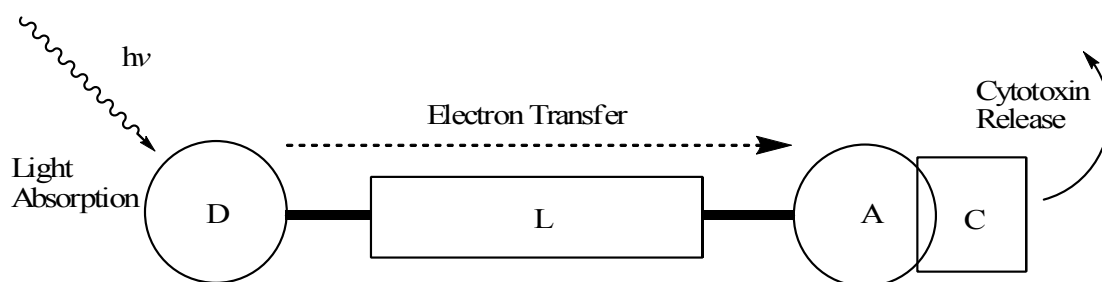 hν
Electron Transfer
Cytotoxin
Release
Light
Absorption
D
L
A
C